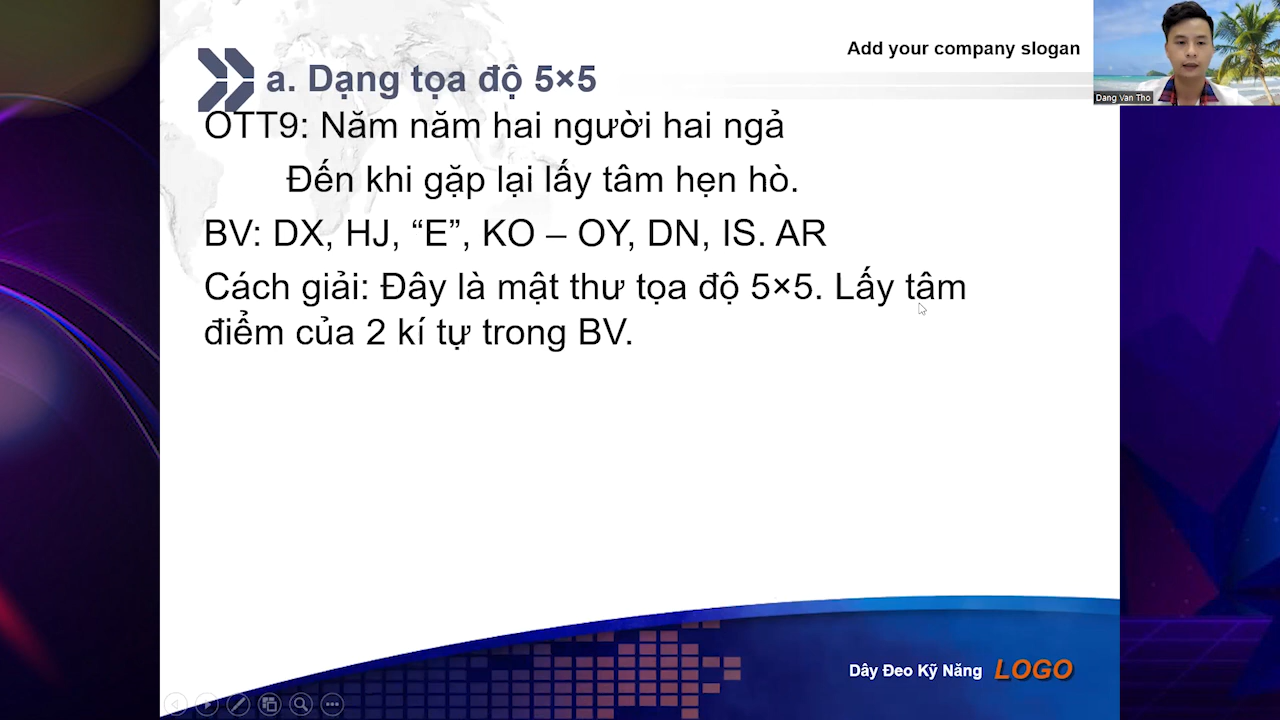 Add your company slogan
a. Dạng tọa độ 5×5
OTT9: Năm năm hai người hai ngả
Đến khi gặp lại lấy tâm hẹn hò.
BV: DX, HJ, “E”, KO – OY, DN, IS. AR
Cách giải: Đây là mật thư tọa độ 5×5. Lấy tâm
điểm của 2 kí tự trong BV.
Dang Van Tho
Dây Đeo Kỹ Năng LOGO